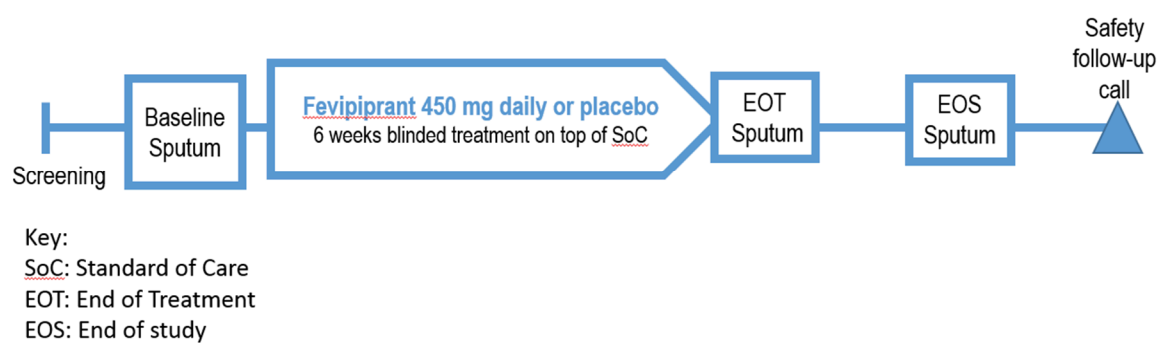 Screening
Baseline
Sputum
Fevipiprant 450 mg daily or placebo
6 weeks blinded treatment on top of SoC
EOT
Sputum
EOS
Sputum
Safety
follow-up
call
Key:
SoC: Standard of Care
EOT: End of Treatment
EOS: End of study